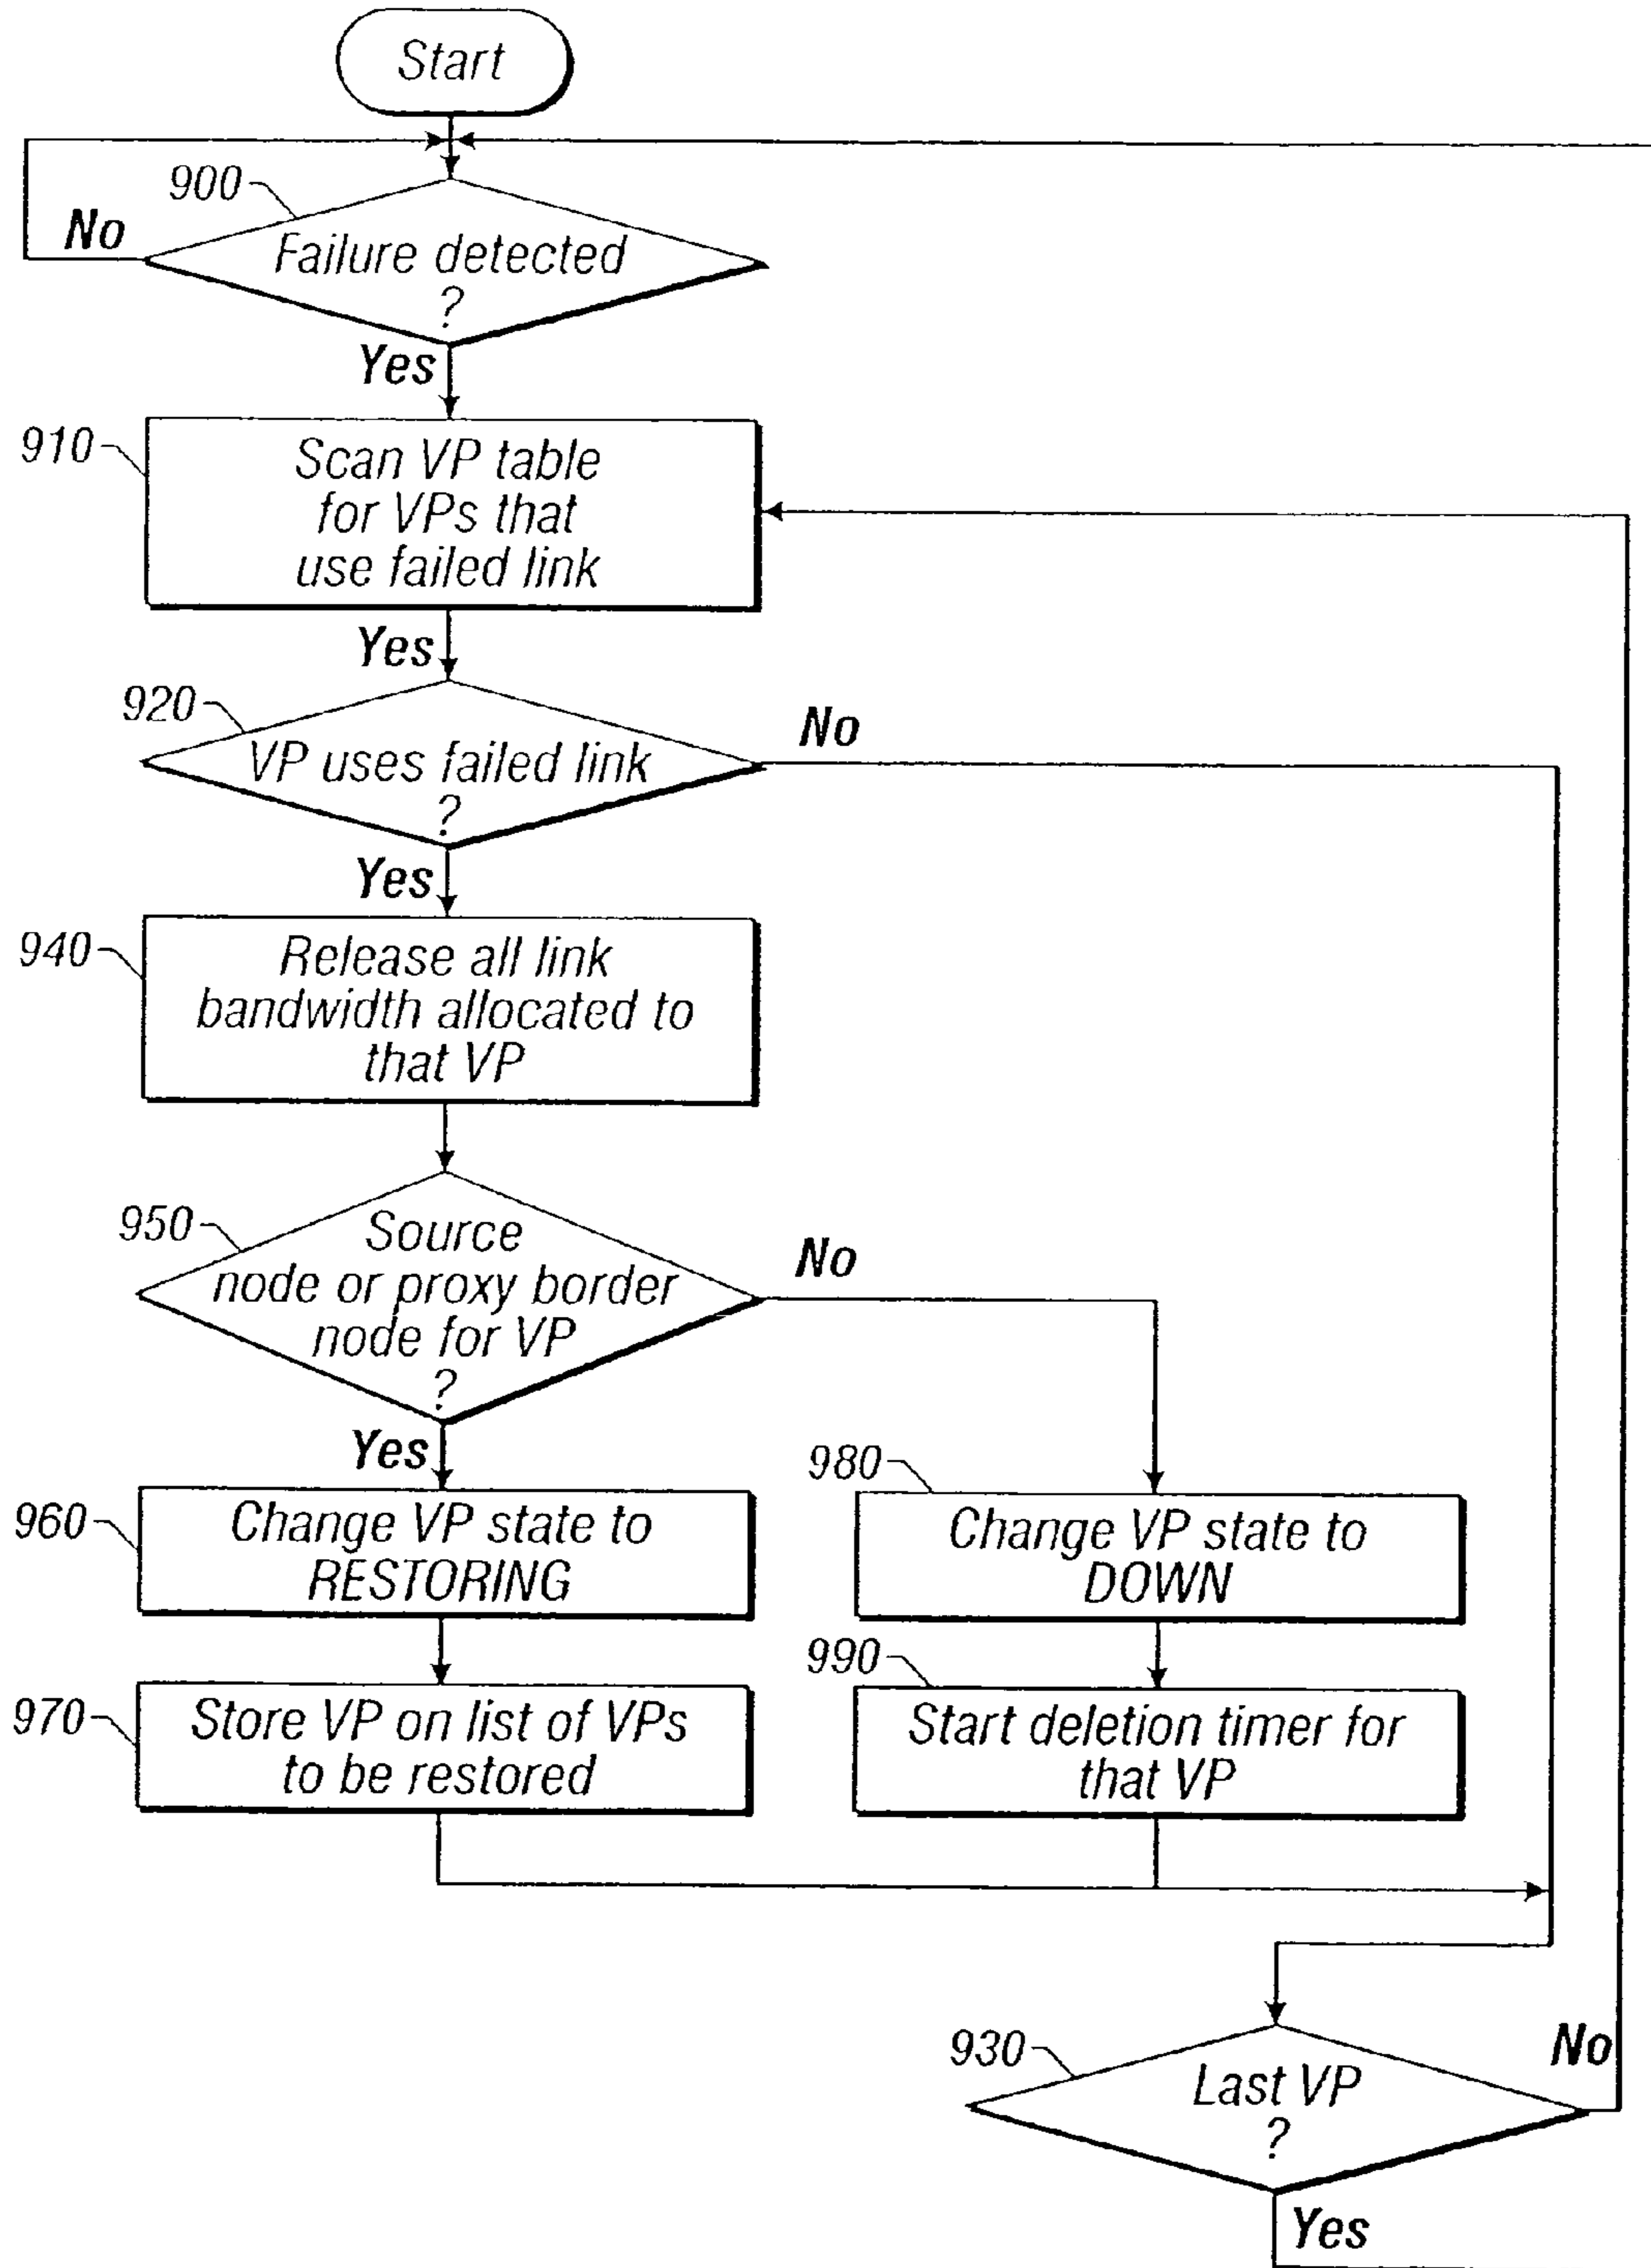 Start
900
No
Failure detected
?
Yes
910
Scan VP table
for VPs that
use failed link
Yes
920
No
VP uses failed link
?
Yes
940
Release all link
bandwidth allocated to
that VP
950
Source
node or proxy border
node for VP
?
No
Yes
960
Change VP state to
RESTORING
980
Change VP state to
DOWN
970
Store VP on list of VPs
to be restored
990
Start deletion timer for
that VP
930
Last VP
?
No
Yes